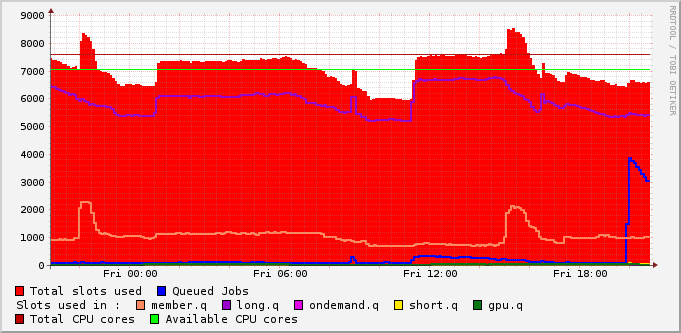 RRDTOOL / TOBI OETIKER
9000
8000
7000
6000
5000
4000
3000
2000
1000
0
Fri 00:00 Fri 06:00 Fri 12:00 Fri 18:00
Total slots used Queued Jobs
Slots used in : member.q long.q ondemand.q short.q gpu.q
Total CPU cores Available CPU cores